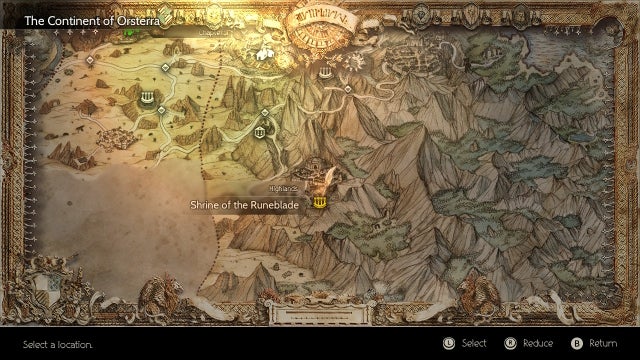 The Continent of Orsterra
Highlands
Shrine of the Runeblade
Select a location.
L Select
R Reduce
B Return